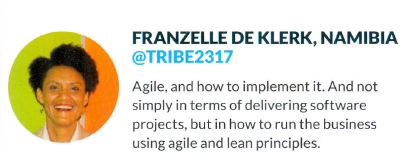 FRANZELLE DE KLERK, NAMIBIA
@TRIBE2317
Agile, and how to implement it. And not
simply in terms of delivering software
projects, but in how to run the business
using agile and lean principles.